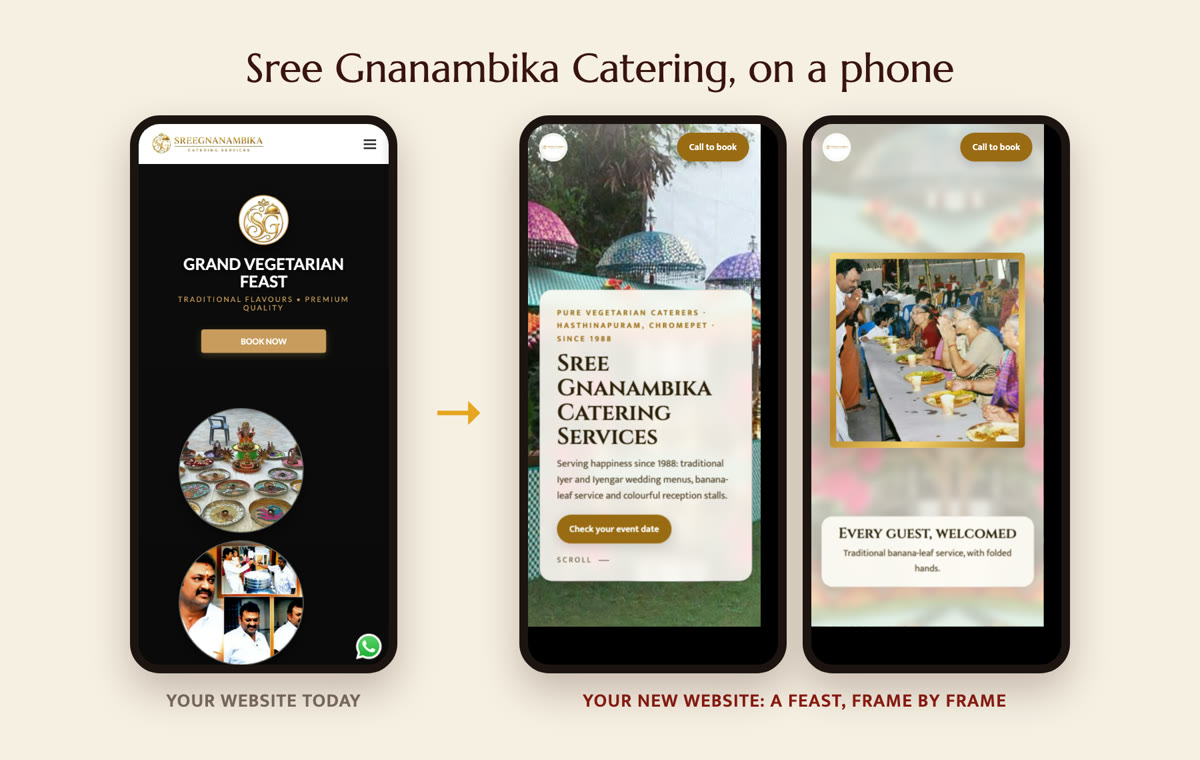 Sree Gnanambika Catering, on a phone
SREEGNANAMBIKA
CATERING SERVICES
SG
GRAND VEGETARIAN
FEAST
TRADITIONAL FLAVOURS • PREMIUM
QUALITY
BOOK NOW
YOUR WEBSITE TODAY
Call to book
PURE VEGETARIAN CATERERS ·
HASTHINAPURAM, CHROMEPET ·
SINCE 1988
SREE
GNANAMBIKA
CATERING
SERVICES
Serving happiness since 1988: traditional
Iyer and Iyengar wedding menus, banana-
leaf service and colourful reception stalls.
Check your event date
SCROLL —
Call to book
EVERY GUEST, WELCOMED
Traditional banana-leaf service, with folded
hands.
YOUR NEW WEBSITE: A FEAST, FRAME BY FRAME